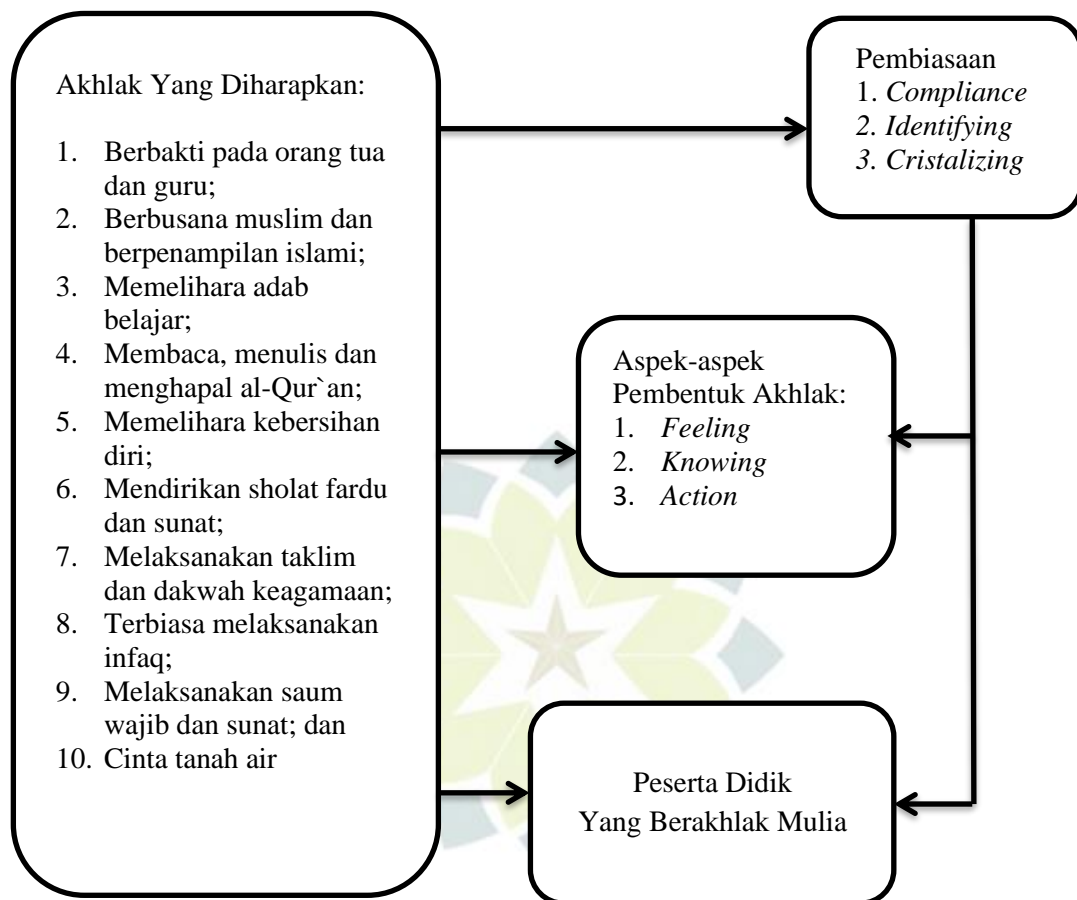 Akhlak Yang Diharapkan:
1. Berbakti pada orang tua
dan guru;
2. Berbusana muslim dan
berpenampilan islami;
3. Memelihara adab
belajar;
4. Membaca, menulis dan
menghapal al-Qur`an;
5. Memelihara kebersihan
diri;
6. Mendirikan sholat fardu
dan sunat;
7. Melaksanakan taklim
dan dakwah keagamaan;
8. Terbiasa melaksanakan
infaq;
9. Melaksanakan saum
wajib dan sunat; dan
10. Cinta tanah air
Pembiasaan
1. Compliance
2. Identifying
3. Cristalizing
Aspek-aspek
Pembentuk Akhlak:
1. Feeling
2. Knowing
3. Action
Peserta Didik
Yang Berakhlak Mulia